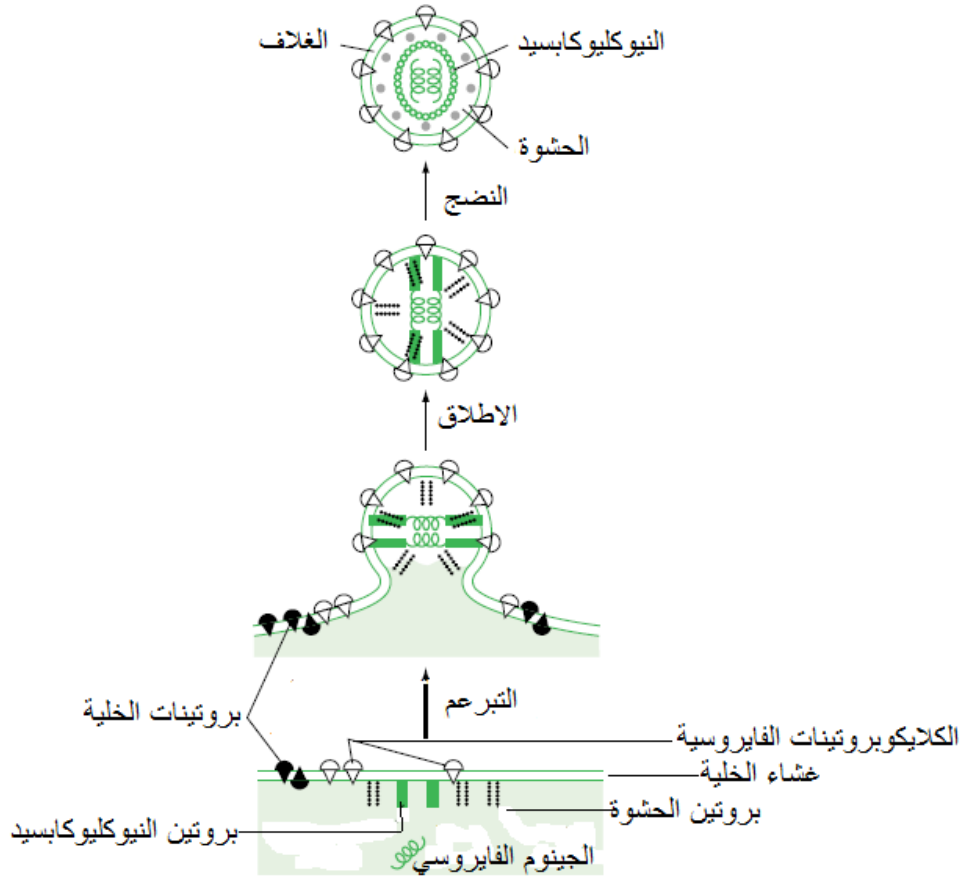 النيوكليوكابسيد
الغلاف
الحشوة
النضج
الاطلاق
التبرعم
بروتينات الخلية
الكلايكوبروتينات الفايروسية
غشاء الخلية
بروتين الحشوة
بروتين النيوكليوكابسيد
الجينوم الفايروسي